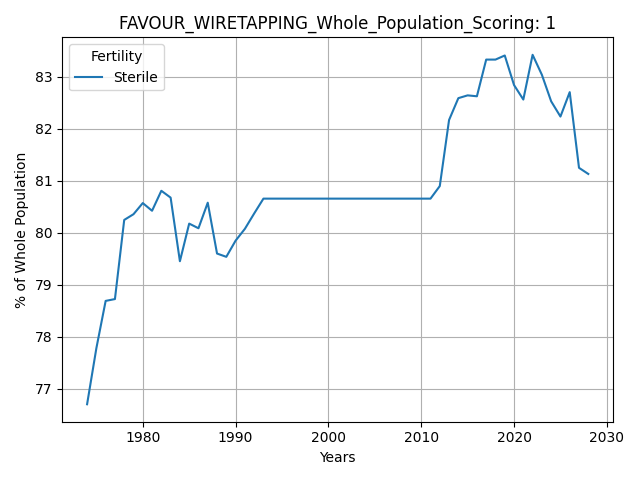 FAVOUR_WIRETAPPING_Whole_Population_Scoring: 1
Fertility
Sterile
% of Whole Population
83
82
81
80
79
78
77
1980 1990 2000 2010 2020 2030
Years